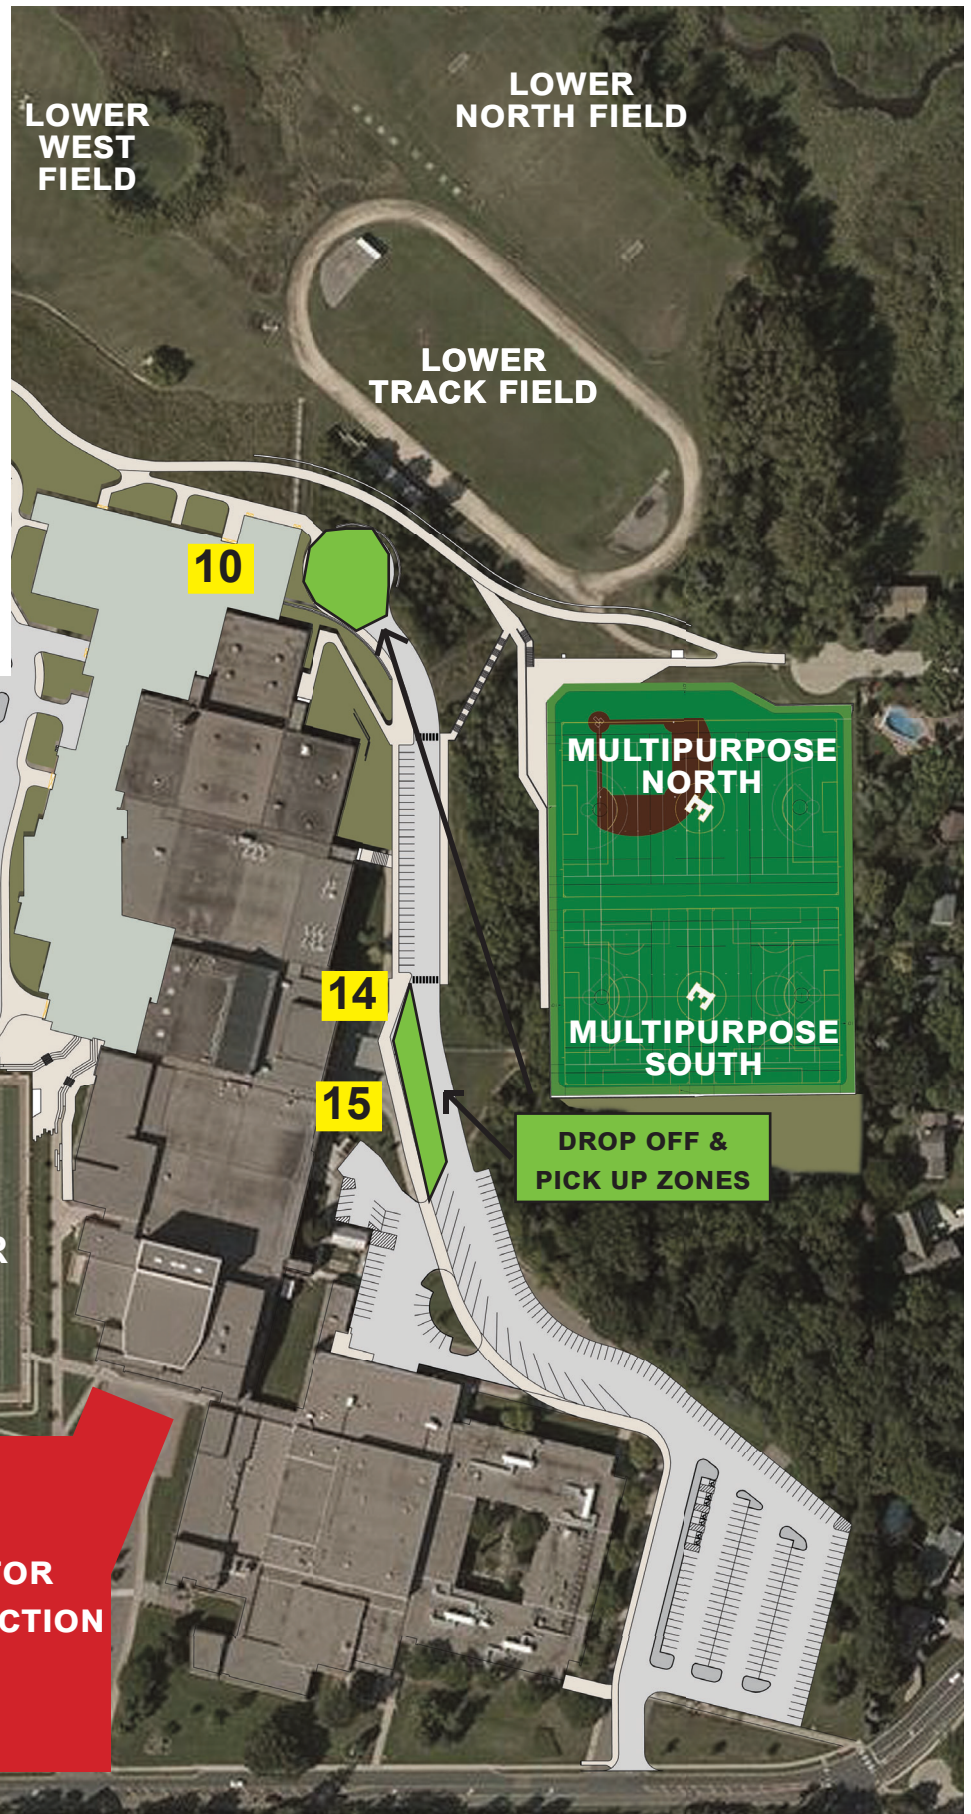 LOWER
NORTH FIELD
LOWER
WEST
FIELD
LOWER
TRACK FIELD
10
MULTIPURPOSE
NORTH
E
14
E
MULTIPURPOSE
SOUTH
15
DROP OFF &
PICK UP ZONES
R
TOR
CTION